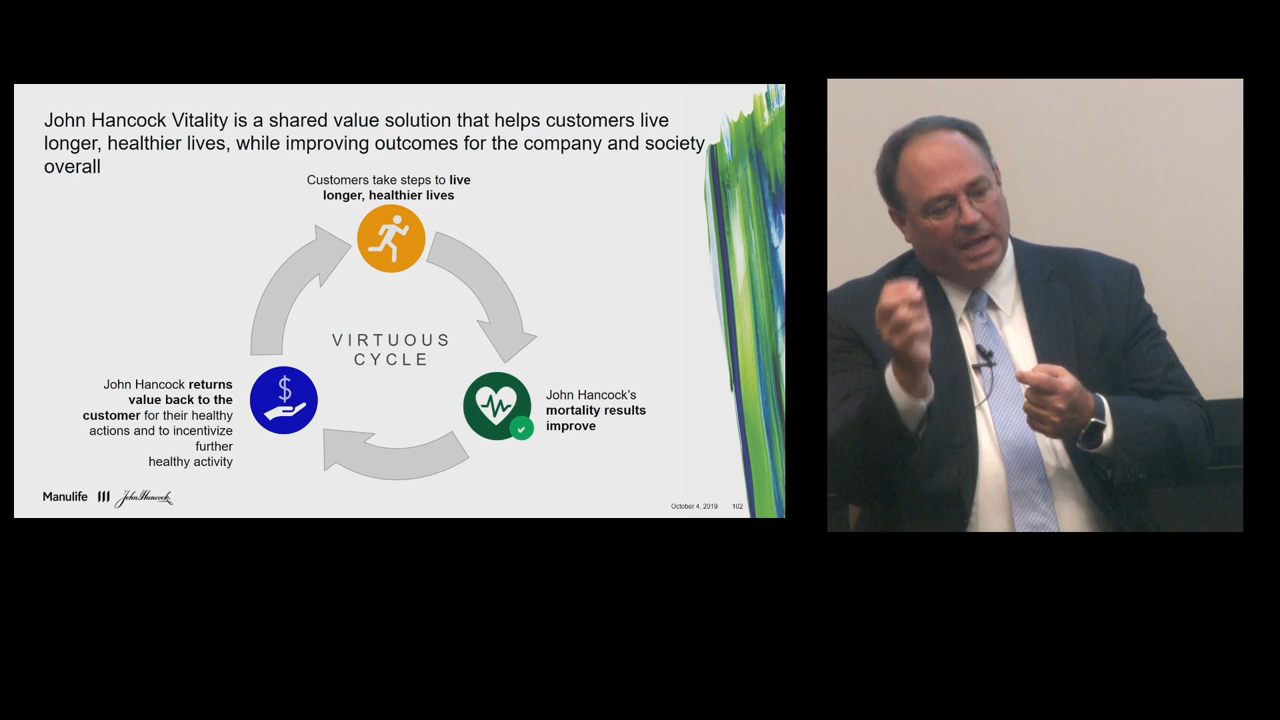 John Hancock Vitality is a shared value solution that helps customers live
longer, healthier lives, while improving outcomes for the company and society
overall
Customers take steps to live
longer, healthier lives
VIRTUOUS
CYCLE
John Hancock returns
value back to the
customer for their healthy
actions and to incentivize
further
healthy activity
$
John Hancock's
mortality results
improve
Manulife John Hancock
October 4, 2019 102